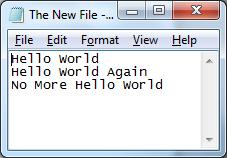 The New File -...
File Edit Format View Help
Hello World
Hello World Again
No More Hello World